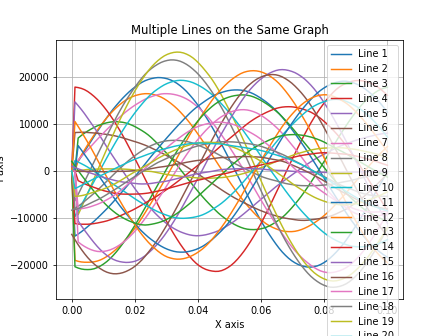 Multiple Lines on the Same Graph
20000
10000
0
−10000
−20000
0.00 0.02 0.04 0.06 0.08
X axis
Line 1
Line 2
Line 3
Line 4
Line 5
Line 6
Line 7
Line 8
Line 9
Line 10
Line 11
Line 12
Line 13
Line 14
Line 15
Line 16
Line 17
Line 18
Line 19
Line 20